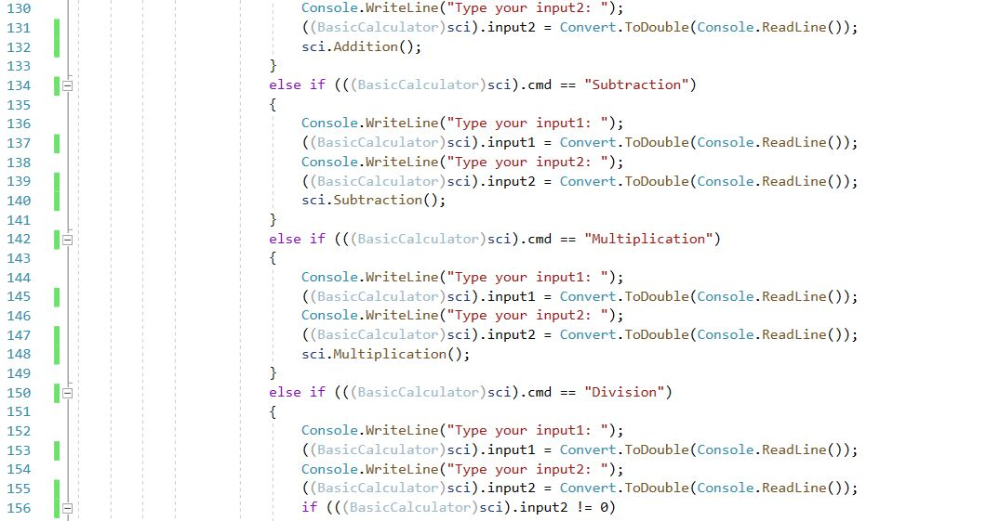 130 Console.WriteLine("Type your input2: ");
131 ((BasicCalculator)sci).input2 = Convert.ToDouble(Console.ReadLine());
132 sci.Addition();
133 }
134 else if (((BasicCalculator)sci).cmd == "Subtraction")
135 {
136 Console.WriteLine("Type your input1: ");
137 ((BasicCalculator)sci).input1 = Convert.ToDouble(Console.ReadLine());
138 Console.WriteLine("Type your input2: ");
139 ((BasicCalculator)sci).input2 = Convert.ToDouble(Console.ReadLine());
140 sci.Subtraction();
141 }
142 else if (((BasicCalculator)sci).cmd == "Multiplication")
143 {
144 Console.WriteLine("Type your input1: ");
145 ((BasicCalculator)sci).input1 = Convert.ToDouble(Console.ReadLine());
146 Console.WriteLine("Type your input2: ");
147 ((BasicCalculator)sci).input2 = Convert.ToDouble(Console.ReadLine());
148 sci.Multiplication();
149 }
150 else if (((BasicCalculator)sci).cmd == "Division")
151 {
152 Console.WriteLine("Type your input1: ");
153 ((BasicCalculator)sci).input1 = Convert.ToDouble(Console.ReadLine());
154 Console.WriteLine("Type your input2: ");
155 ((BasicCalculator)sci).input2 = Convert.ToDouble(Console.ReadLine());
156 if (((BasicCalculator)sci).input2 != 0)